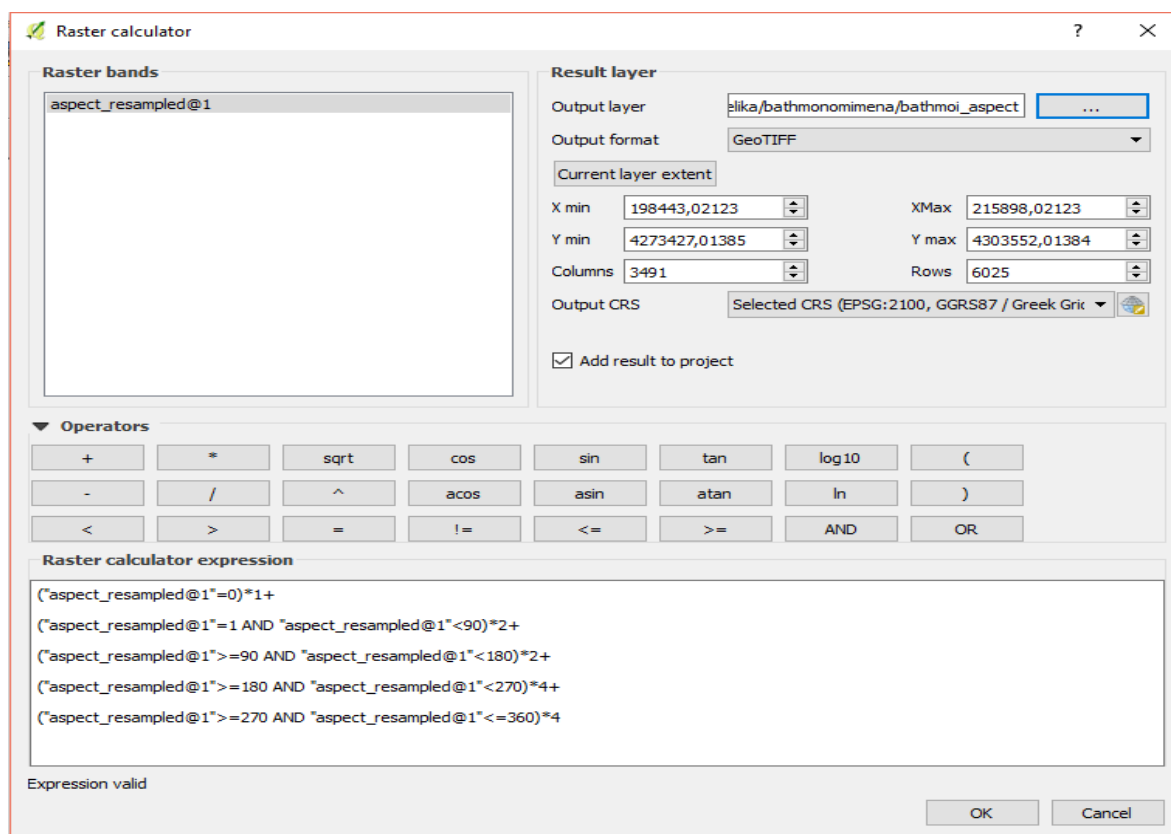 Raster calculator
?
Raster bands
aspect_resampled@1
Result layer
Output layer
elika/bathmonomimena/bathmoi_aspect
...
Output format
GeoTIFF
Current layer extent
X min
198443,02123
XMax
215898,02123
Y min
4273427,01385
Y max
4303552,01384
Columns
3491
Rows
6025
Output CRS
Selected CRS (EPSG:2100, GGRS87 / Greek Gric
Add result to project
Operators
+ * sqrt cos sin tan log10 (
- / ^ acos asin atan ln )
< > = != <= >= AND OR
Raster calculator expression
("aspect_resampled@1"=0)*1+
("aspect_resampled@1"=1 AND "aspect_resampled@1"<90)*2+
("aspect_resampled@1">=90 AND "aspect_resampled@1"<180)*2+
("aspect_resampled@1">=180 AND "aspect_resampled@1"<270)*4+
("aspect_resampled@1">=270 AND "aspect_resampled@1"<=360)*4
Expression valid
OK
Cancel